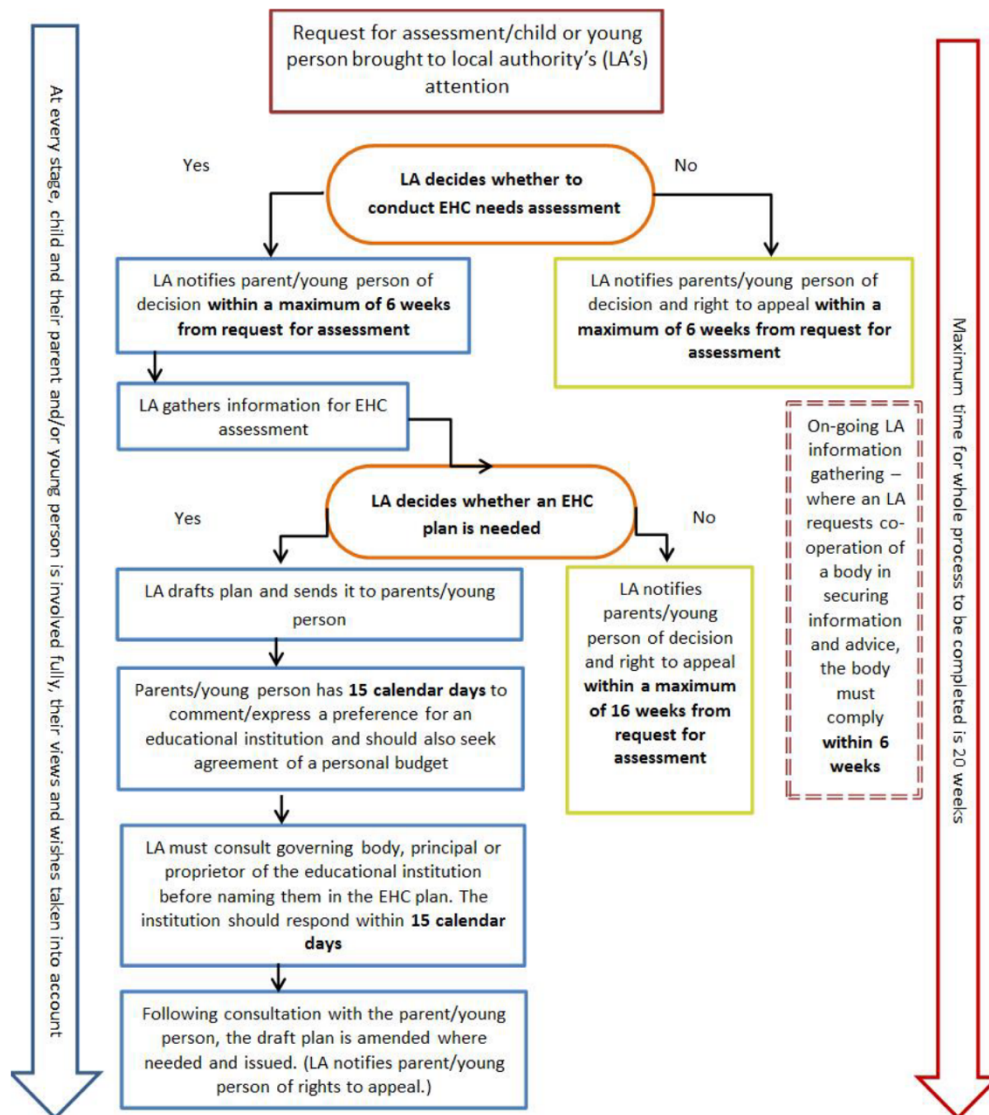 Request for assessment/child or young
person brought to local authority's (LA's)
attention
At every stage, child and their parent and/or young person is involved fully, their views and wishes taken into account
Maximum time for whole process to be completed is 20 weeks
Yes
No
LA decides whether to
conduct EHC needs assessment
LA notifies parent/young person of
decision within a maximum of 6 weeks
from request for assessment
LA notifies parents/young person of
decision and right to appeal within a
maximum of 6 weeks from request for
assessment
LA gathers information for EHC
assessment
On-going LA
information
gathering –
where an LA
requests co-
operation of
a body in
securing
information
and advice,
the body
must
comply
within 6
weeks
LA decides whether an EHC
plan is needed
Yes
No
LA drafts plan and sends it to parents/young
person
LA notifies
parents/young
person of decision
and right to appeal
within a maximum
of 16 weeks from
request for
assessment
Parents/young person has 15 calendar days to
comment/express a preference for an
educational institution and should also seek
agreement of a personal budget
LA must consult governing body, principal or
proprietor of the educational institution
before naming them in the EHC plan. The
institution should respond within 15 calendar
days
Following consultation with the parent/young
person, the draft plan is amended where
needed and issued. (LA notifies parent/young
person of rights to appeal.)